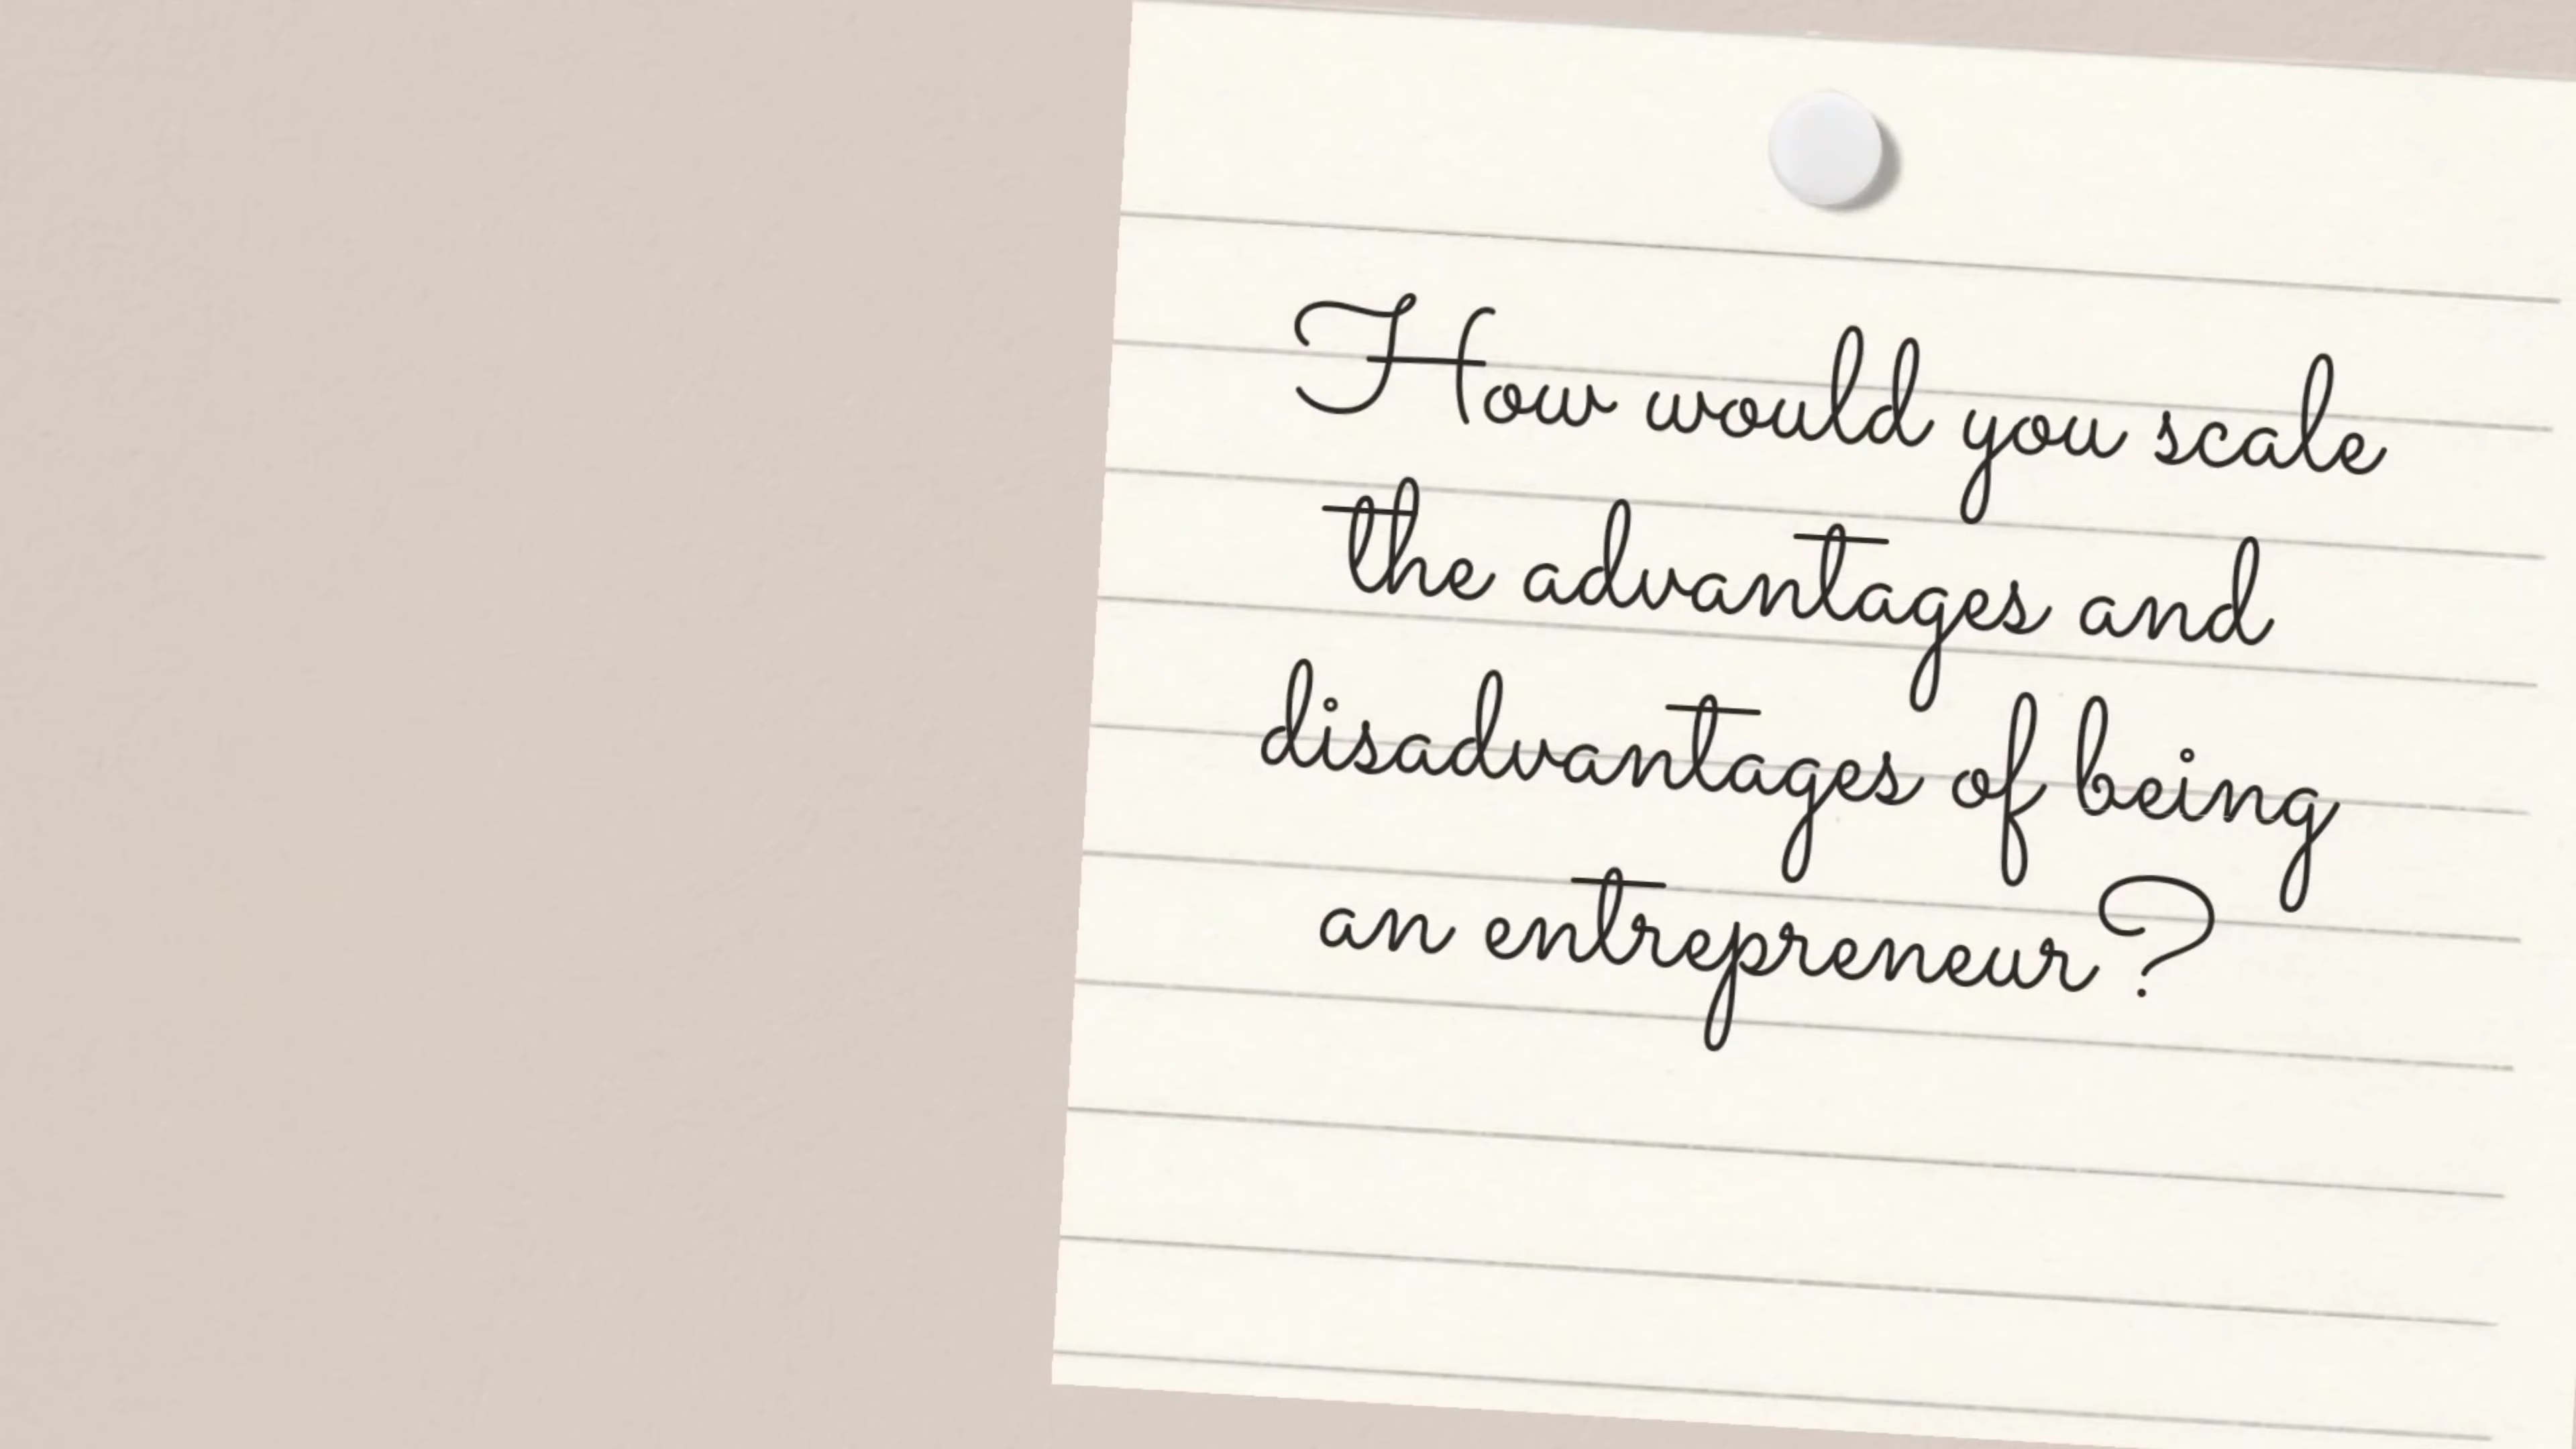 How would you scale
the advantages and
disadvantages of being
an entrepreneur?